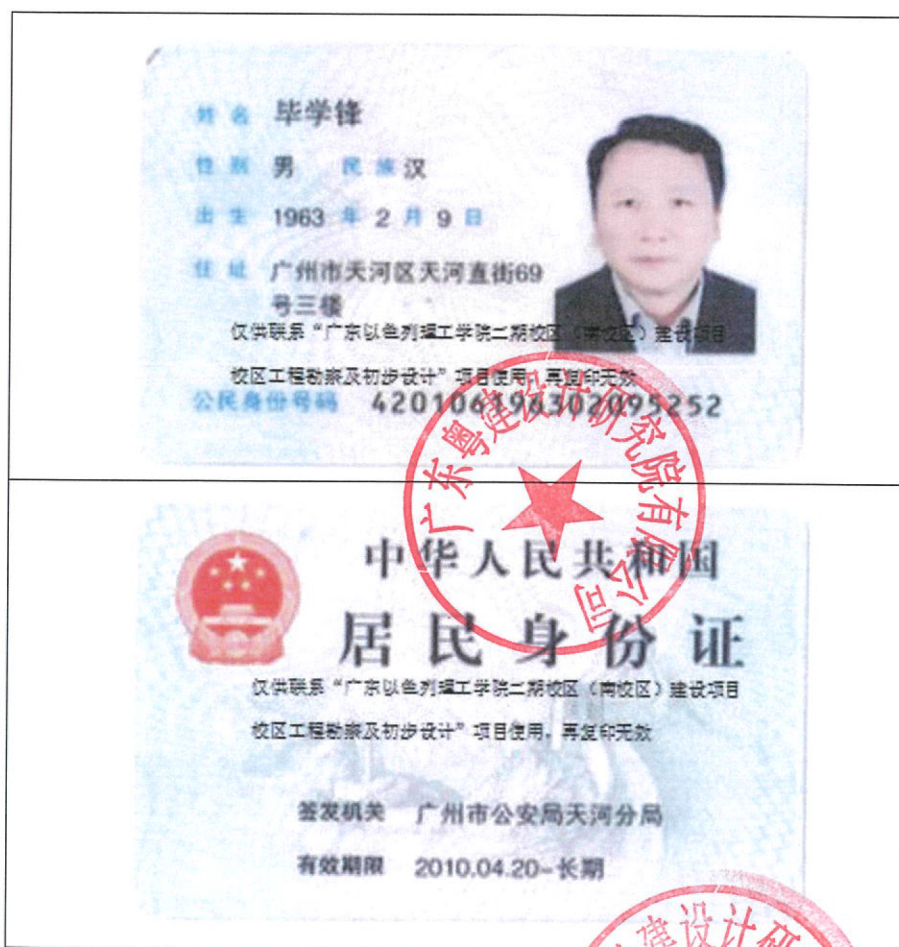 姓名 毕学锋
性别 男 民族 汉
出生 1963 年 2 月 9 日
住址 广州市天河区天河直街69
号三楼
仅供联系“广东以色列理工学院二期校区（南校区）建设项目
校区工程勘察及初步设计”项目使用，再复印无效
公民身份号码 420106196302095252
广东粤建设计研究院有限公司
中华人民共和国
居民身份证
仅供联系“广东以色列理工学院二期校区（南校区）建设项目
校区工程勘察及初步设计”项目使用，再复印无效
签发机关 广州市公安局天河分局
有效期限 2010.04.20-长期
建设计研